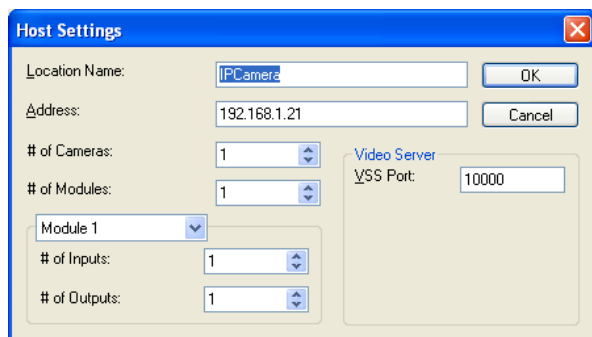 Host Settings
Location Name:
IPCamera
OK
Address:
192.168.1.21
Cancel
# of Cameras:
1
Video Server
# of Modules:
1
VSS Port:
10000
Module 1
# of Inputs:
1
# of Outputs:
1